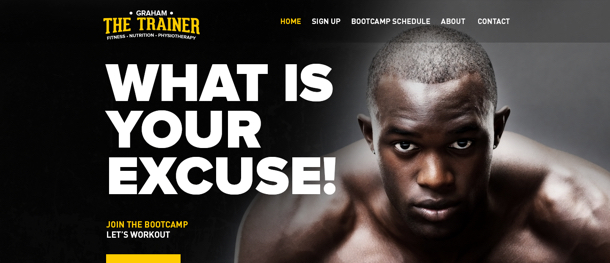 • GRAHAM •
THE TRAINER
FITNESS • NUTRITION • PHYSIOTHERAPY
HOME SIGN UP BOOTCAMP SCHEDULE ABOUT CONTACT
WHAT IS
YOUR
EXCUSE!
JOIN THE BOOTCAMP
LET'S WORKOUT